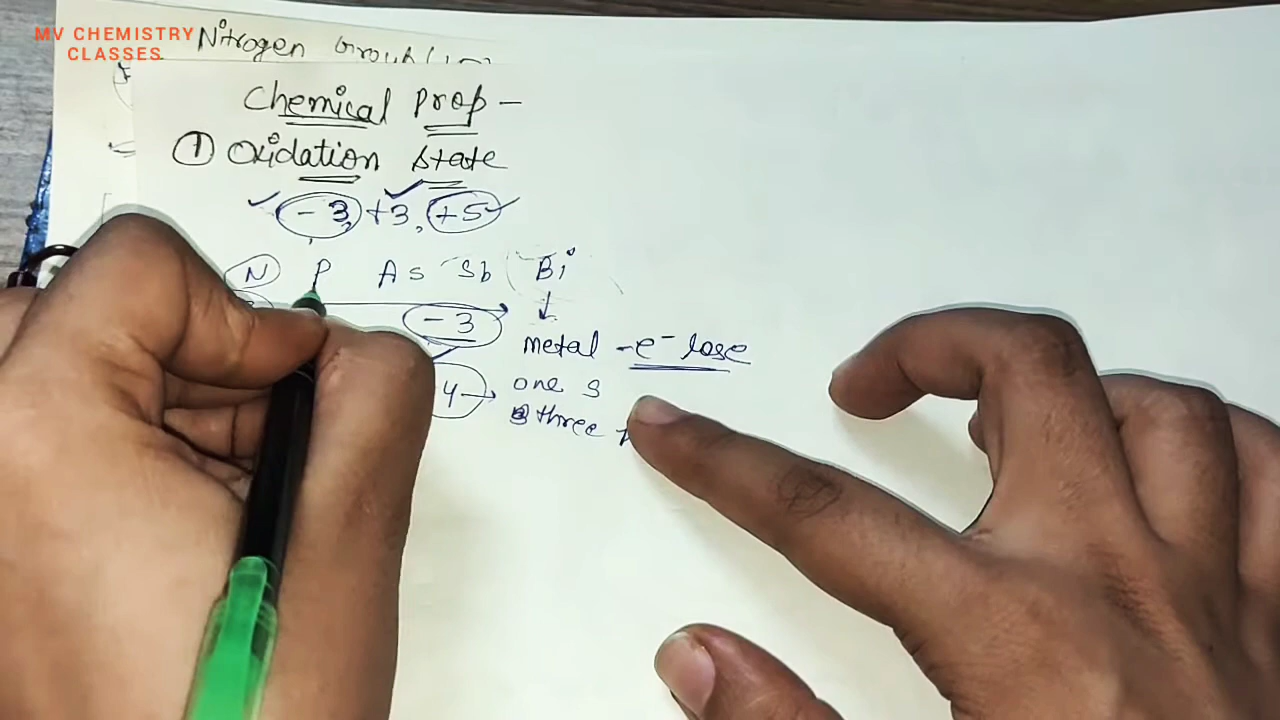 MV CHEMISTRY
CLASSES
Nitrogen
Chemical Prop -
① Oxidation State
-3, +3, +5
N P As Sb Bi
-3
metal - e⁻ lose
4 → one s
three